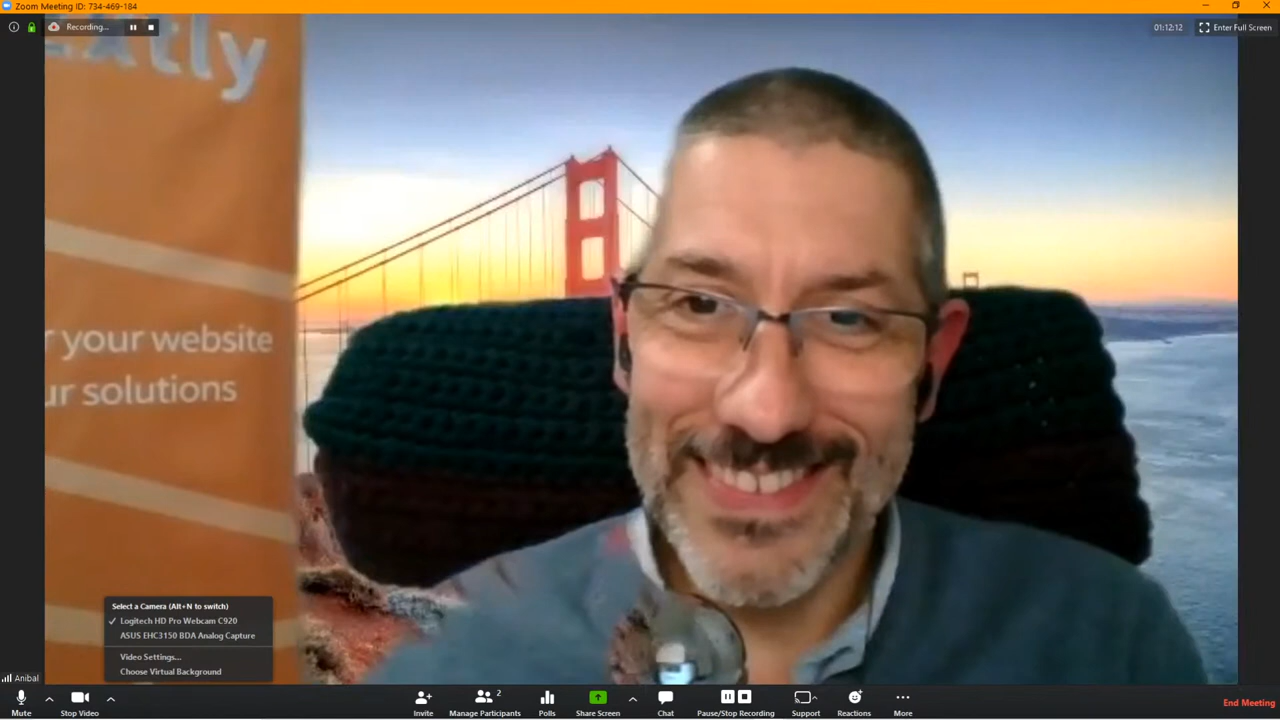 Zoom Meeting ID: 734-469-184
Recording...
01:12:12
Enter Full Screen
your website
solutions
Select a Camera (Alt+N to switch)
Logitech HD Pro Webcam C920
ASUS EHC3150 BDA Analog Capture
Video Settings...
Choose Virtual Background
Anibal
Mute
Stop Video
Invite
2
Manage Participants
Polls
Share Screen
Chat
Pause/Stop Recording
Support
Reactions
More
End Meeting